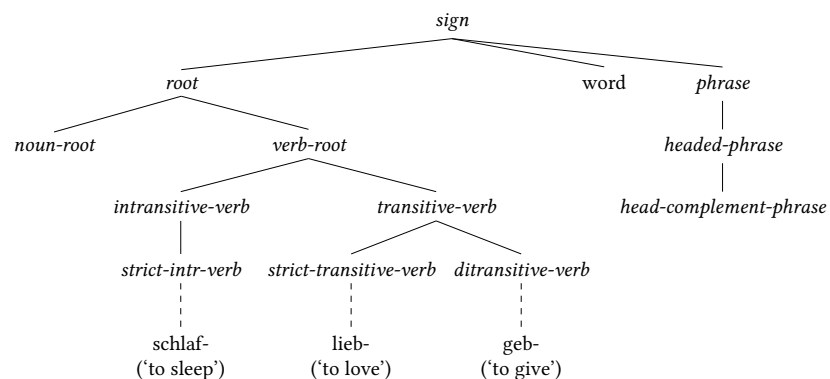 sign
root word phrase
noun-root verb-root headed-phrase
intransitive-verb transitive-verb head-complement-phrase
strict-intr-verb strict-transitive-verb ditransitive-verb
schlaf- lieb- geb-
(‘to sleep’) (‘to love’) (‘to give’)